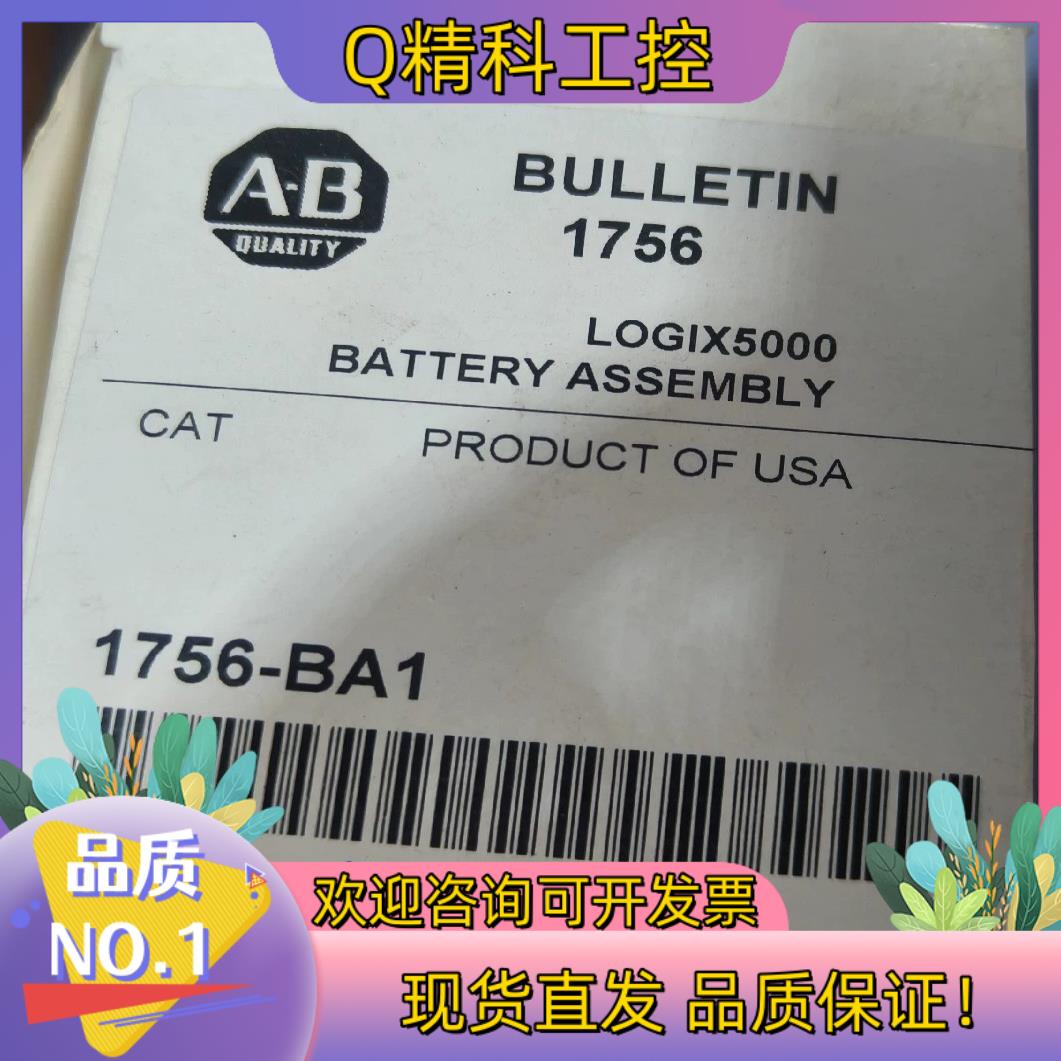 Q精科工控
A-B
QUALITY
BULLETIN
1756
LOGIX5000
BATTERY ASSEMBLY
CAT
PRODUCT OF USA
1756-BA1
品质
NO.1
欢迎咨询可开发票
现货直发 品质保证!